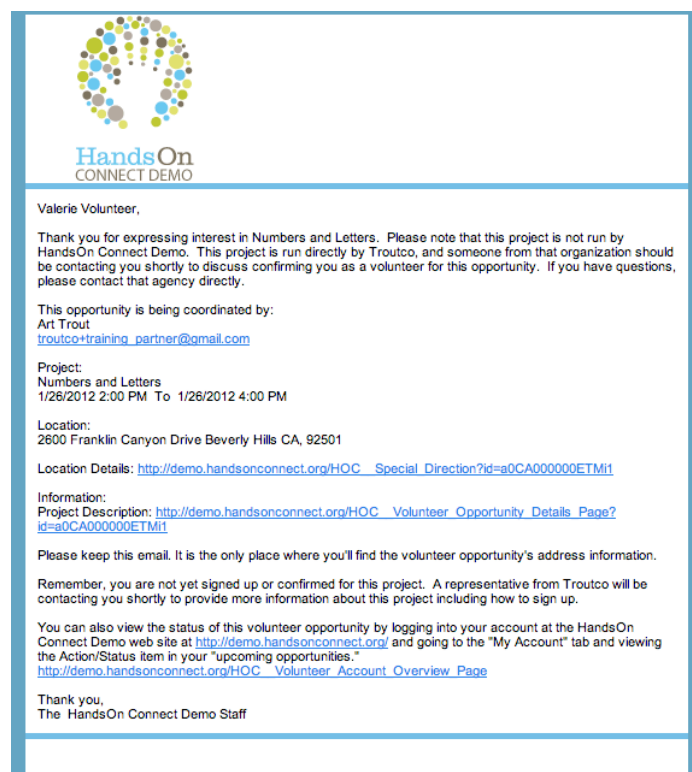 HandsOn
CONNECT DEMO
Valerie Volunteer,
Thank you for expressing interest in Numbers and Letters.  Please note that this project is not run by
HandsOn Connect Demo.  This project is run directly by Troutco, and someone from that organization should
be contacting you shortly to discuss confirming you as a volunteer for this opportunity.  If you have questions,
please contact that agency directly.
This opportunity is being coordinated by:
Art Trout
troutco+training_partner@gmail.com
Project:
Numbers and Letters
1/26/2012 2:00 PM  To  1/26/2012 4:00 PM
Location:
2600 Franklin Canyon Drive Beverly Hills CA, 92501
Location Details: http://demo.handsonconnect.org/HOC__Special_Direction?id=a0CA000000ETMi1
Information:
Project Description: http://demo.handsonconnect.org/HOC__Volunteer_Opportunity_Details_Page?
id=a0CA000000ETMi1
Please keep this email. It is the only place where you'll find the volunteer opportunity's address information.
Remember, you are not yet signed up or confirmed for this project.  A representative from Troutco will be
contacting you shortly to provide more information about this project including how to sign up.
You can also view the status of this volunteer opportunity by logging into your account at the HandsOn
Connect Demo web site at http://demo.handsonconnect.org/ and going to the "My Account" tab and viewing
the Action/Status item in your "upcoming opportunities."
http://demo.handsonconnect.org/HOC__Volunteer_Account_Overview_Page
Thank you,
The  HandsOn Connect Demo Staff